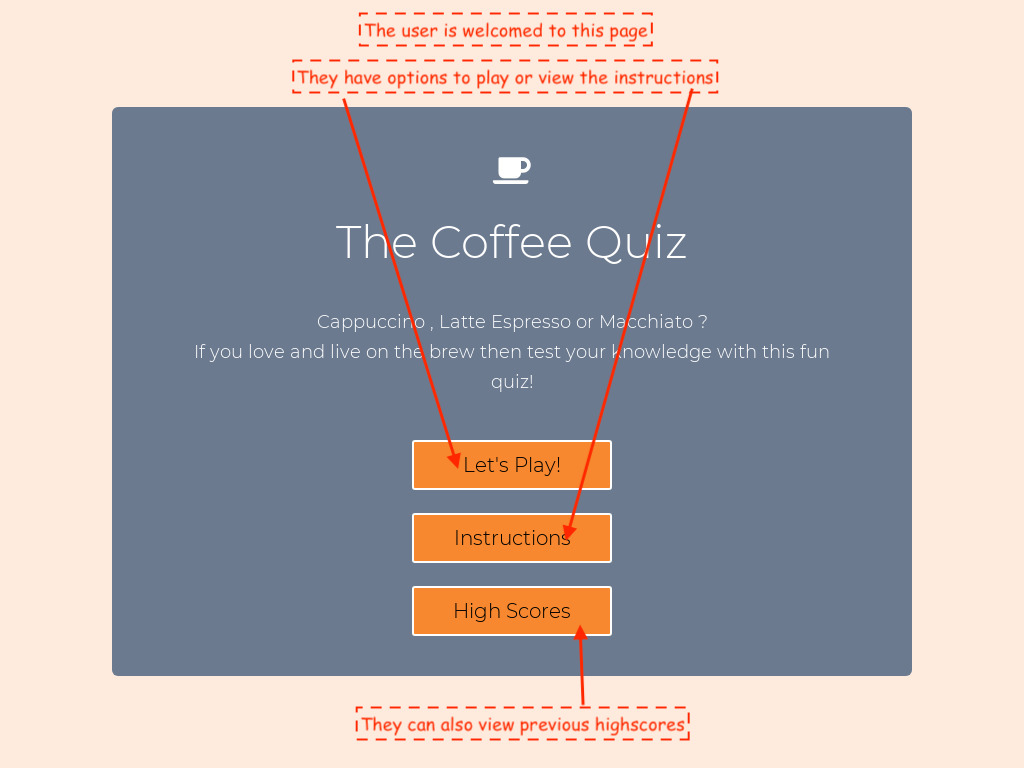 The user is welcomed to this page
They have options to play or view the instructions
The Coffee Quiz
Cappuccino , Latte Espresso or Macchiato ?
If you love and live on the brew then test your knowledge with this fun
quiz!
Let's Play!
Instructions
High Scores
They can also view previous highscores